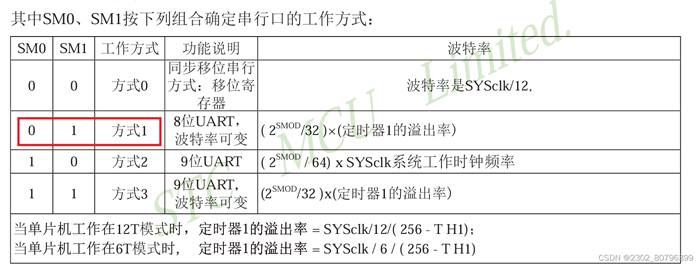 其中SM0、SM1按下列组合确定串行口的工作方式:
SM0 SM1 工作方式 功能说明 波特率
0 0 方式0 同步移位串行方式:移位寄存器 波特率是SYSclk/12,
0 1 方式1 8位UART,波特率可变 ( 2^SMOD/32 )×(定时器1的溢出率)
1 0 方式2 9位UART ( 2^SMOD / 64) x SYSclk系统工作时钟频率
1 1 方式3 9位UART,波特率可变 (2^SMOD/32 )x(定时器1的溢出率)
当单片机工作在12T模式时,定时器1的溢出率 = SYSclk/12/( 256 - T H1);
当单片机工作在6T模式时, 定时器1的溢出率 = SYSclk / 6 / ( 256 - T H1)
STC MCU Limited.
CSDN @2302_80796399